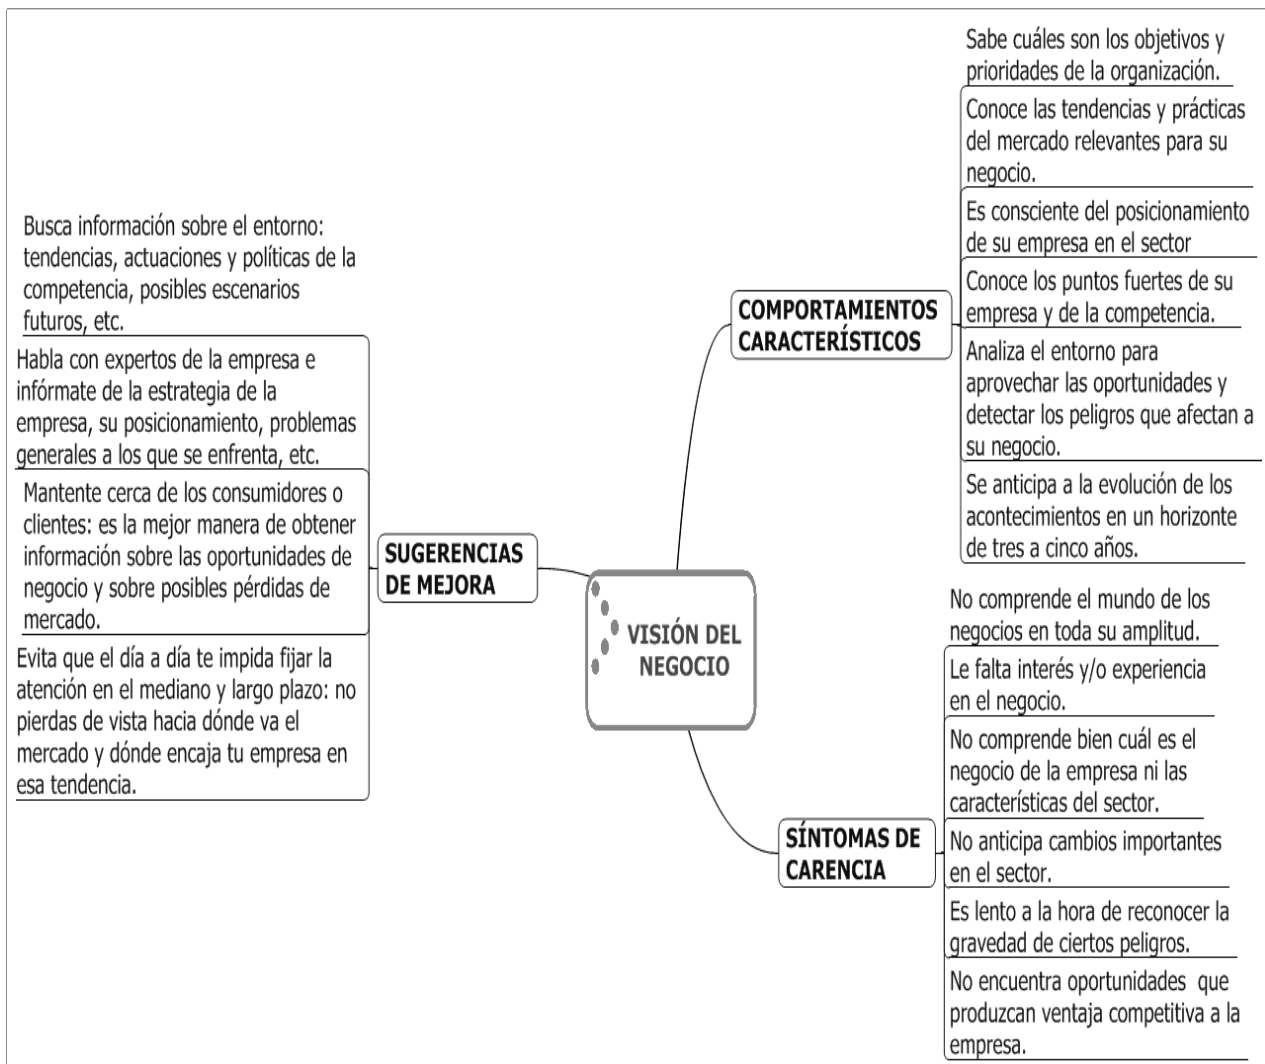 VISIÓN DEL
NEGOCIO
COMPORTAMIENTOS
CARACTERÍSTICOS
Sabe cuáles son los objetivos y
prioridades de la organización.
Conoce las tendencias y prácticas
del mercado relevantes para su
negocio.
Es consciente del posicionamiento
de su empresa en el sector
Conoce los puntos fuertes de su
empresa y de la competencia.
Analiza el entorno para
aprovechar las oportunidades y
detectar los peligros que afectan a
su negocio.
Se anticipa a la evolución de los
acontecimientos en un horizonte
de tres a cinco años.
SÍNTOMAS DE
CARENCIA
No comprende el mundo de los
negocios en toda su amplitud.
Le falta interés y/o experiencia
en el negocio.
No comprende bien cuál es el
negocio de la empresa ni las
características del sector.
No anticipa cambios importantes
en el sector.
Es lento a la hora de reconocer la
gravedad de ciertos peligros.
No encuentra oportunidades  que
produzcan ventaja competitiva a la
empresa.
SUGERENCIAS
DE MEJORA
Busca información sobre el entorno:
tendencias, actuaciones y políticas de la
competencia, posibles escenarios
futuros, etc.
Habla con expertos de la empresa e
infórmate de la estrategia de la
empresa, su posicionamiento, problemas
generales a los que se enfrenta, etc.
Mantente cerca de los consumidores o
clientes: es la mejor manera de obtener
información sobre las oportunidades de
negocio y sobre posibles pérdidas de
mercado.
Evita que el día a día te impida fijar la
atención en el mediano y largo plazo: no
pierdas de vista hacia dónde va el
mercado y dónde encaja tu empresa en
esa tendencia.